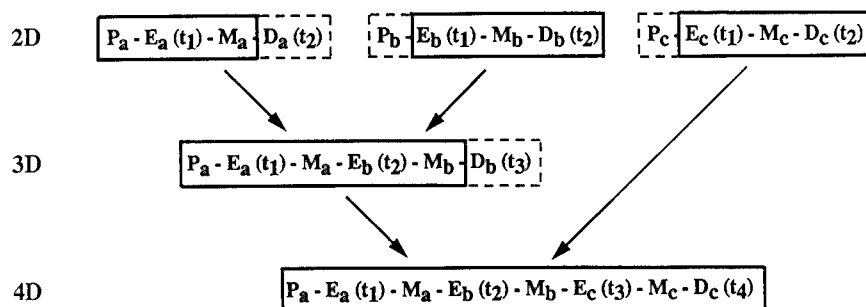 2D P_a - E_a (t_1) - M_a - D_a (t_2) P_b - E_b (t_1) - M_b - D_b (t_2) P_c - E_c (t_1) - M_c - D_c (t_2)
3D P_a - E_a (t_1) - M_a - E_b (t_2) - M_b - D_b (t_3)
4D P_a - E_a (t_1) - M_a - E_b (t_2) - M_b - E_c (t_3) - M_c - D_c (t_4)